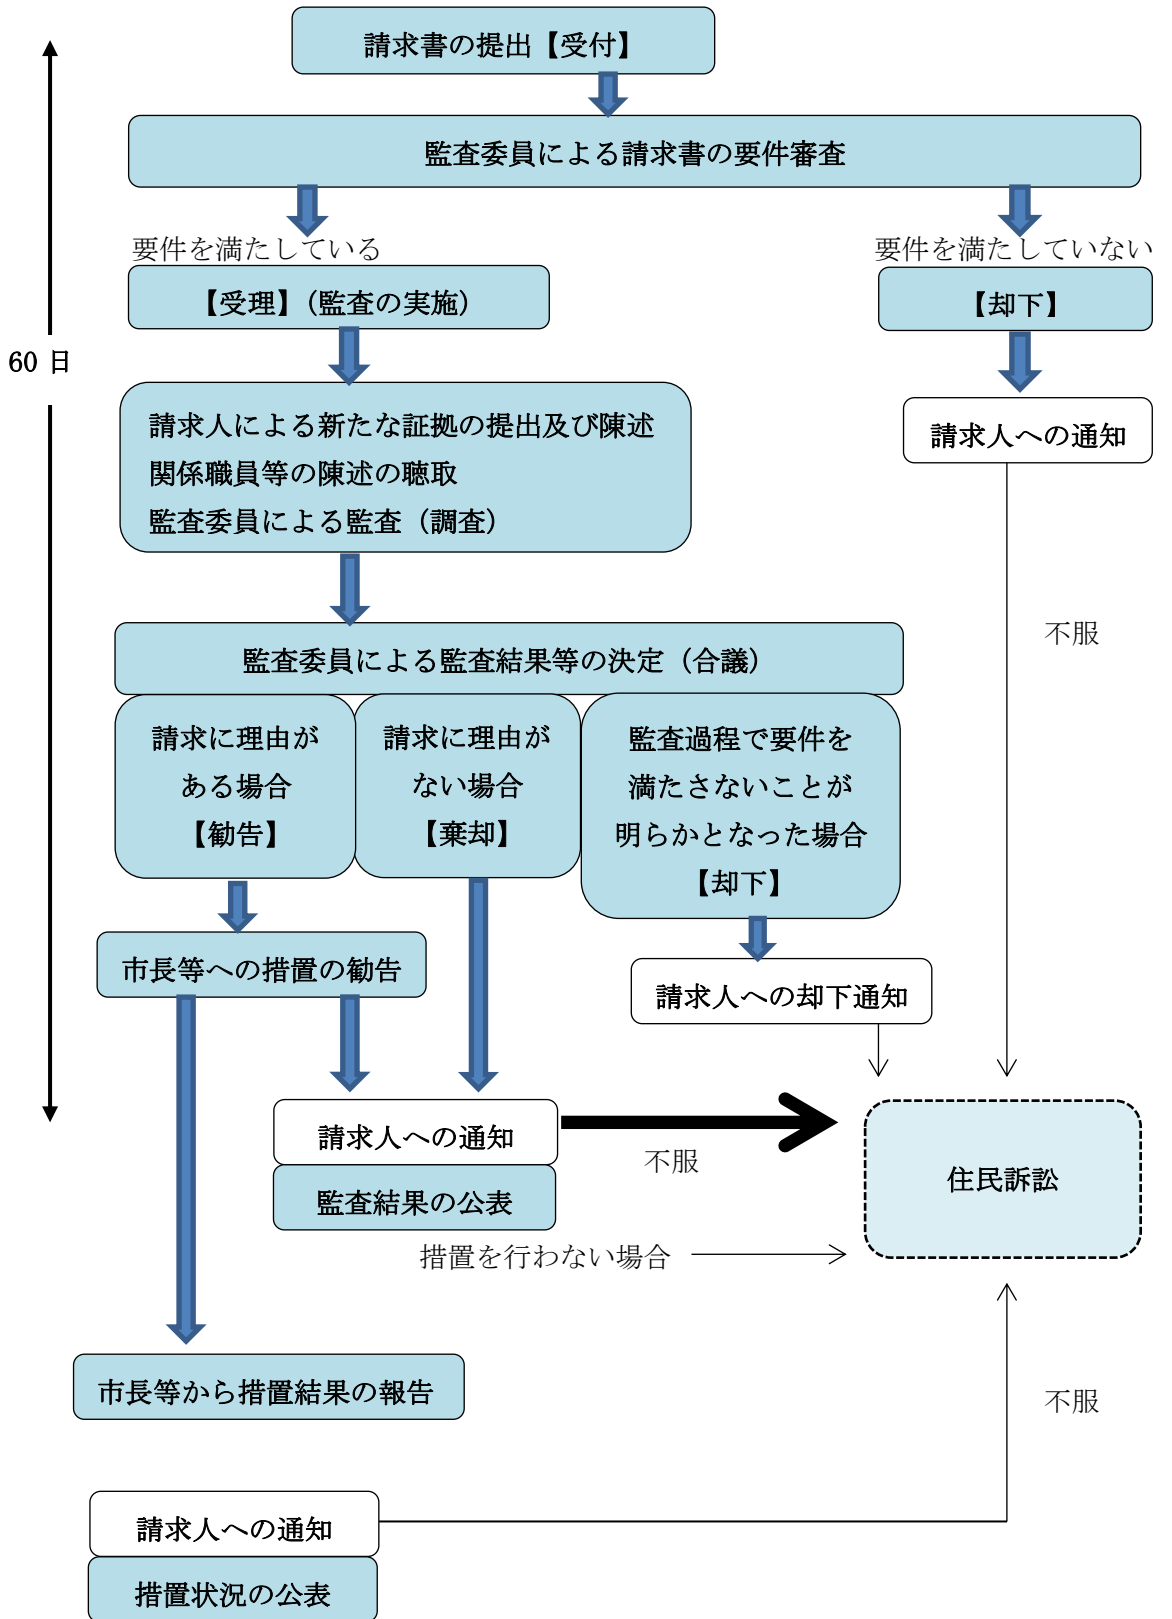 請求書の提出【受付】
監査委員による請求書の要件審査
要件を満たしている
要件を満たしていない
【受理】（監査の実施）
【却下】
60 日
請求人による新たな証拠の提出及び陳述
関係職員等の陳述の聴取
監査委員による監査（調査）
請求人への通知
不服
監査委員による監査結果等の決定（合議）
請求に理由が
ある場合
【勧告】
請求に理由が
ない場合
【棄却】
監査過程で要件を
満たさないことが
明らかとなった場合
【却下】
市長等への措置の勧告
請求人への却下通知
請求人への通知
不服
監査結果の公表
住民訴訟
措置を行わない場合
市長等から措置結果の報告
不服
請求人への通知
措置状況の公表